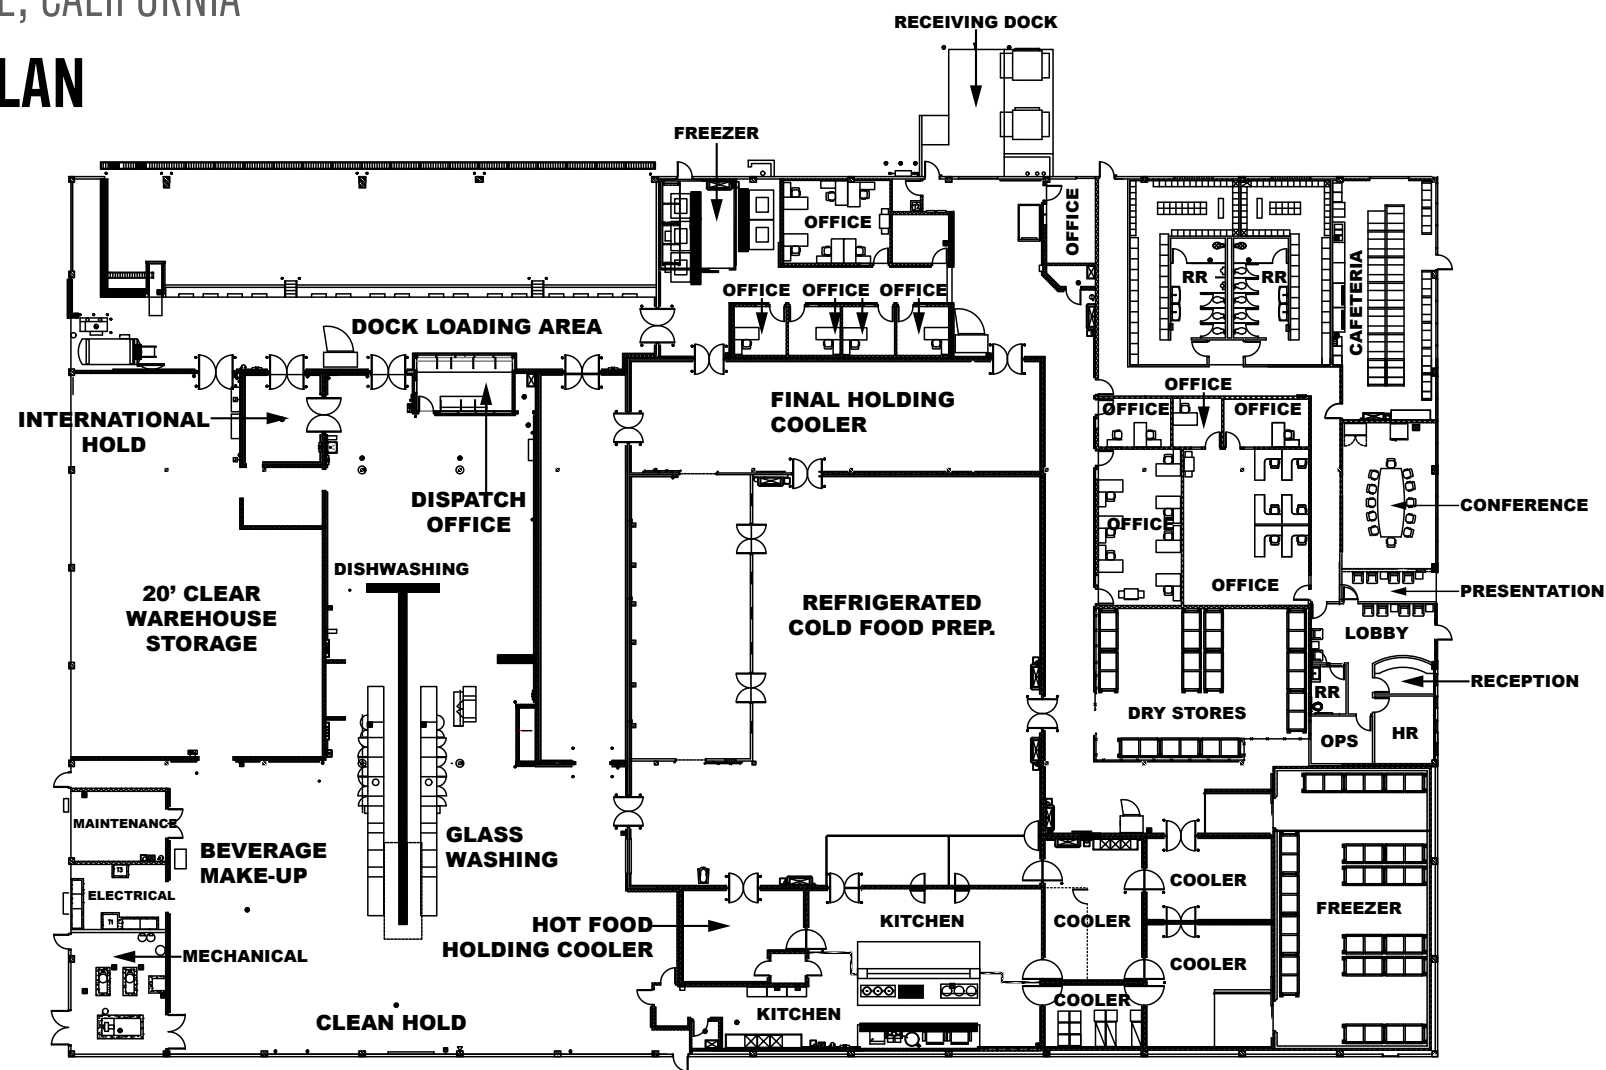 E, CALIFORNIA
LAN
RECEIVING DOCK
FREEZER
OFFICE
OFFICE
OFFICE
OFFICE
OFFICE
RR
RR
CAFETERIA
DOCK LOADING AREA
INTERNATIONAL
HOLD
FINAL HOLDING
COOLER
OFFICE
OFFICE
OFFICE
DISPATCH
OFFICE
OFFICE
CONFERENCE
DISHWASHING
20’ CLEAR
WAREHOUSE
STORAGE
REFRIGERATED
COLD FOOD PREP.
OFFICE
PRESENTATION
LOBBY
RECEPTION
RR
DRY STORES
OPS
HR
MAINTENANCE
BEVERAGE
MAKE-UP
GLASS
WASHING
T3
ELECTRICAL
T1
HOT FOOD
HOLDING COOLER
KITCHEN
COOLER
COOLER
FREEZER
MECHANICAL
COOLER
COOLER
CLEAN HOLD
KITCHEN